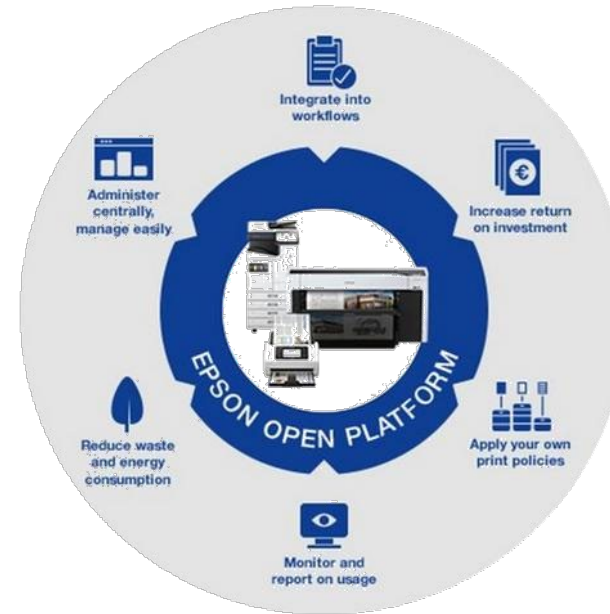 Integrate into
workflows
Increase return
on investment
Apply your own
print policies
Monitor and
report on usage
Reduce waste
and energy
consumption
Administer
centrally,
manage easily
EPSON OPEN PLATFORM
€